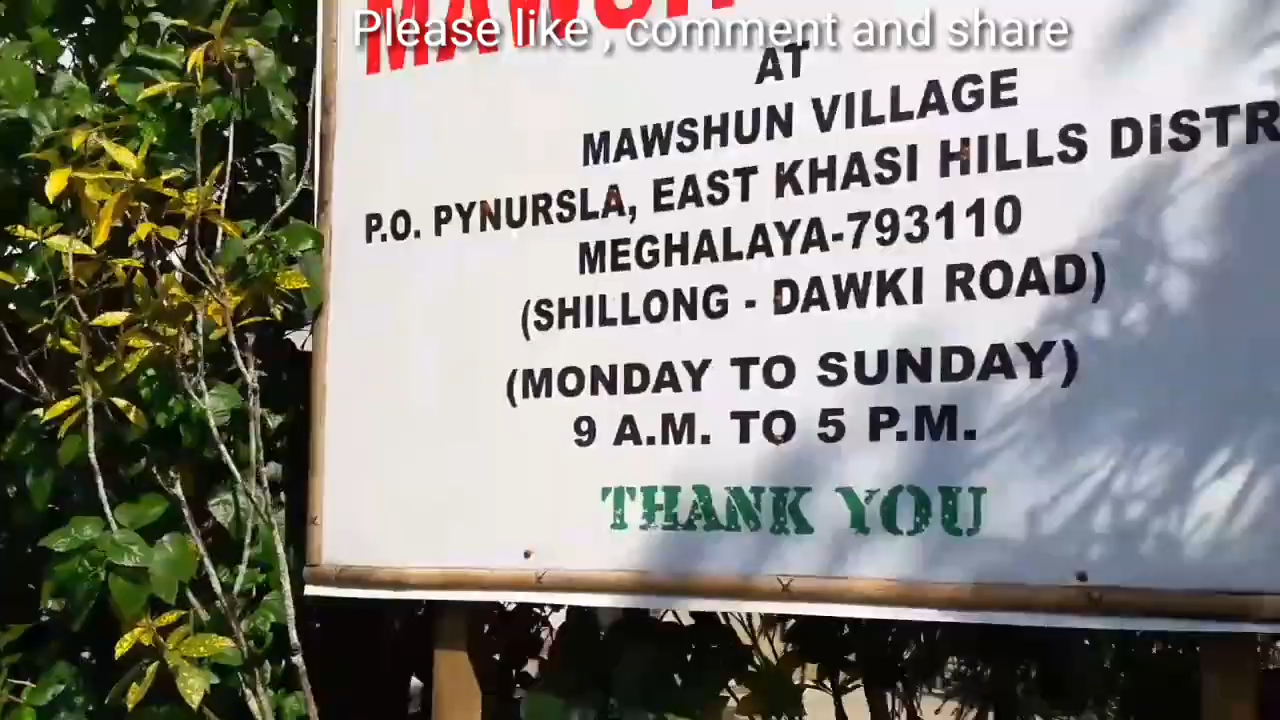 Please like , comment and share
AT
MAWSHUN VILLAGE
P.O. PYNURSLA, EAST KHASI HILLS DISTR
MEGHALAYA-793110
(SHILLONG - DAWKI ROAD)
(MONDAY TO SUNDAY)
9 A.M. TO 5 P.M.
THANK YOU